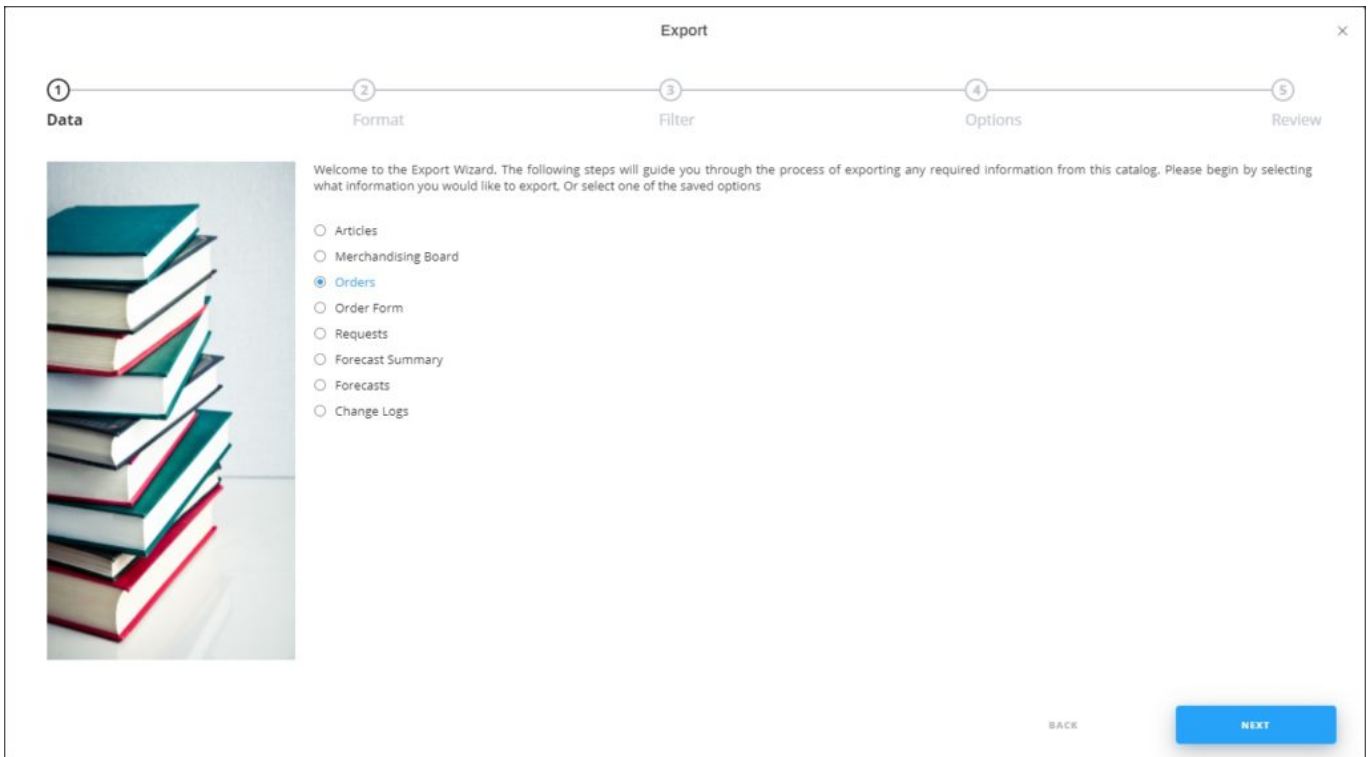 Export
1 2 3 4 5
Data Format Filter Options Review
Welcome to the Export Wizard. The following steps will guide you through the process of exporting any required information from this catalog. Please begin by selecting
what information you would like to export. Or select one of the saved options
Articles
Merchandising Board
Orders
Order Form
Requests
Forecast Summary
Forecasts
Change Logs
BACK NEXT